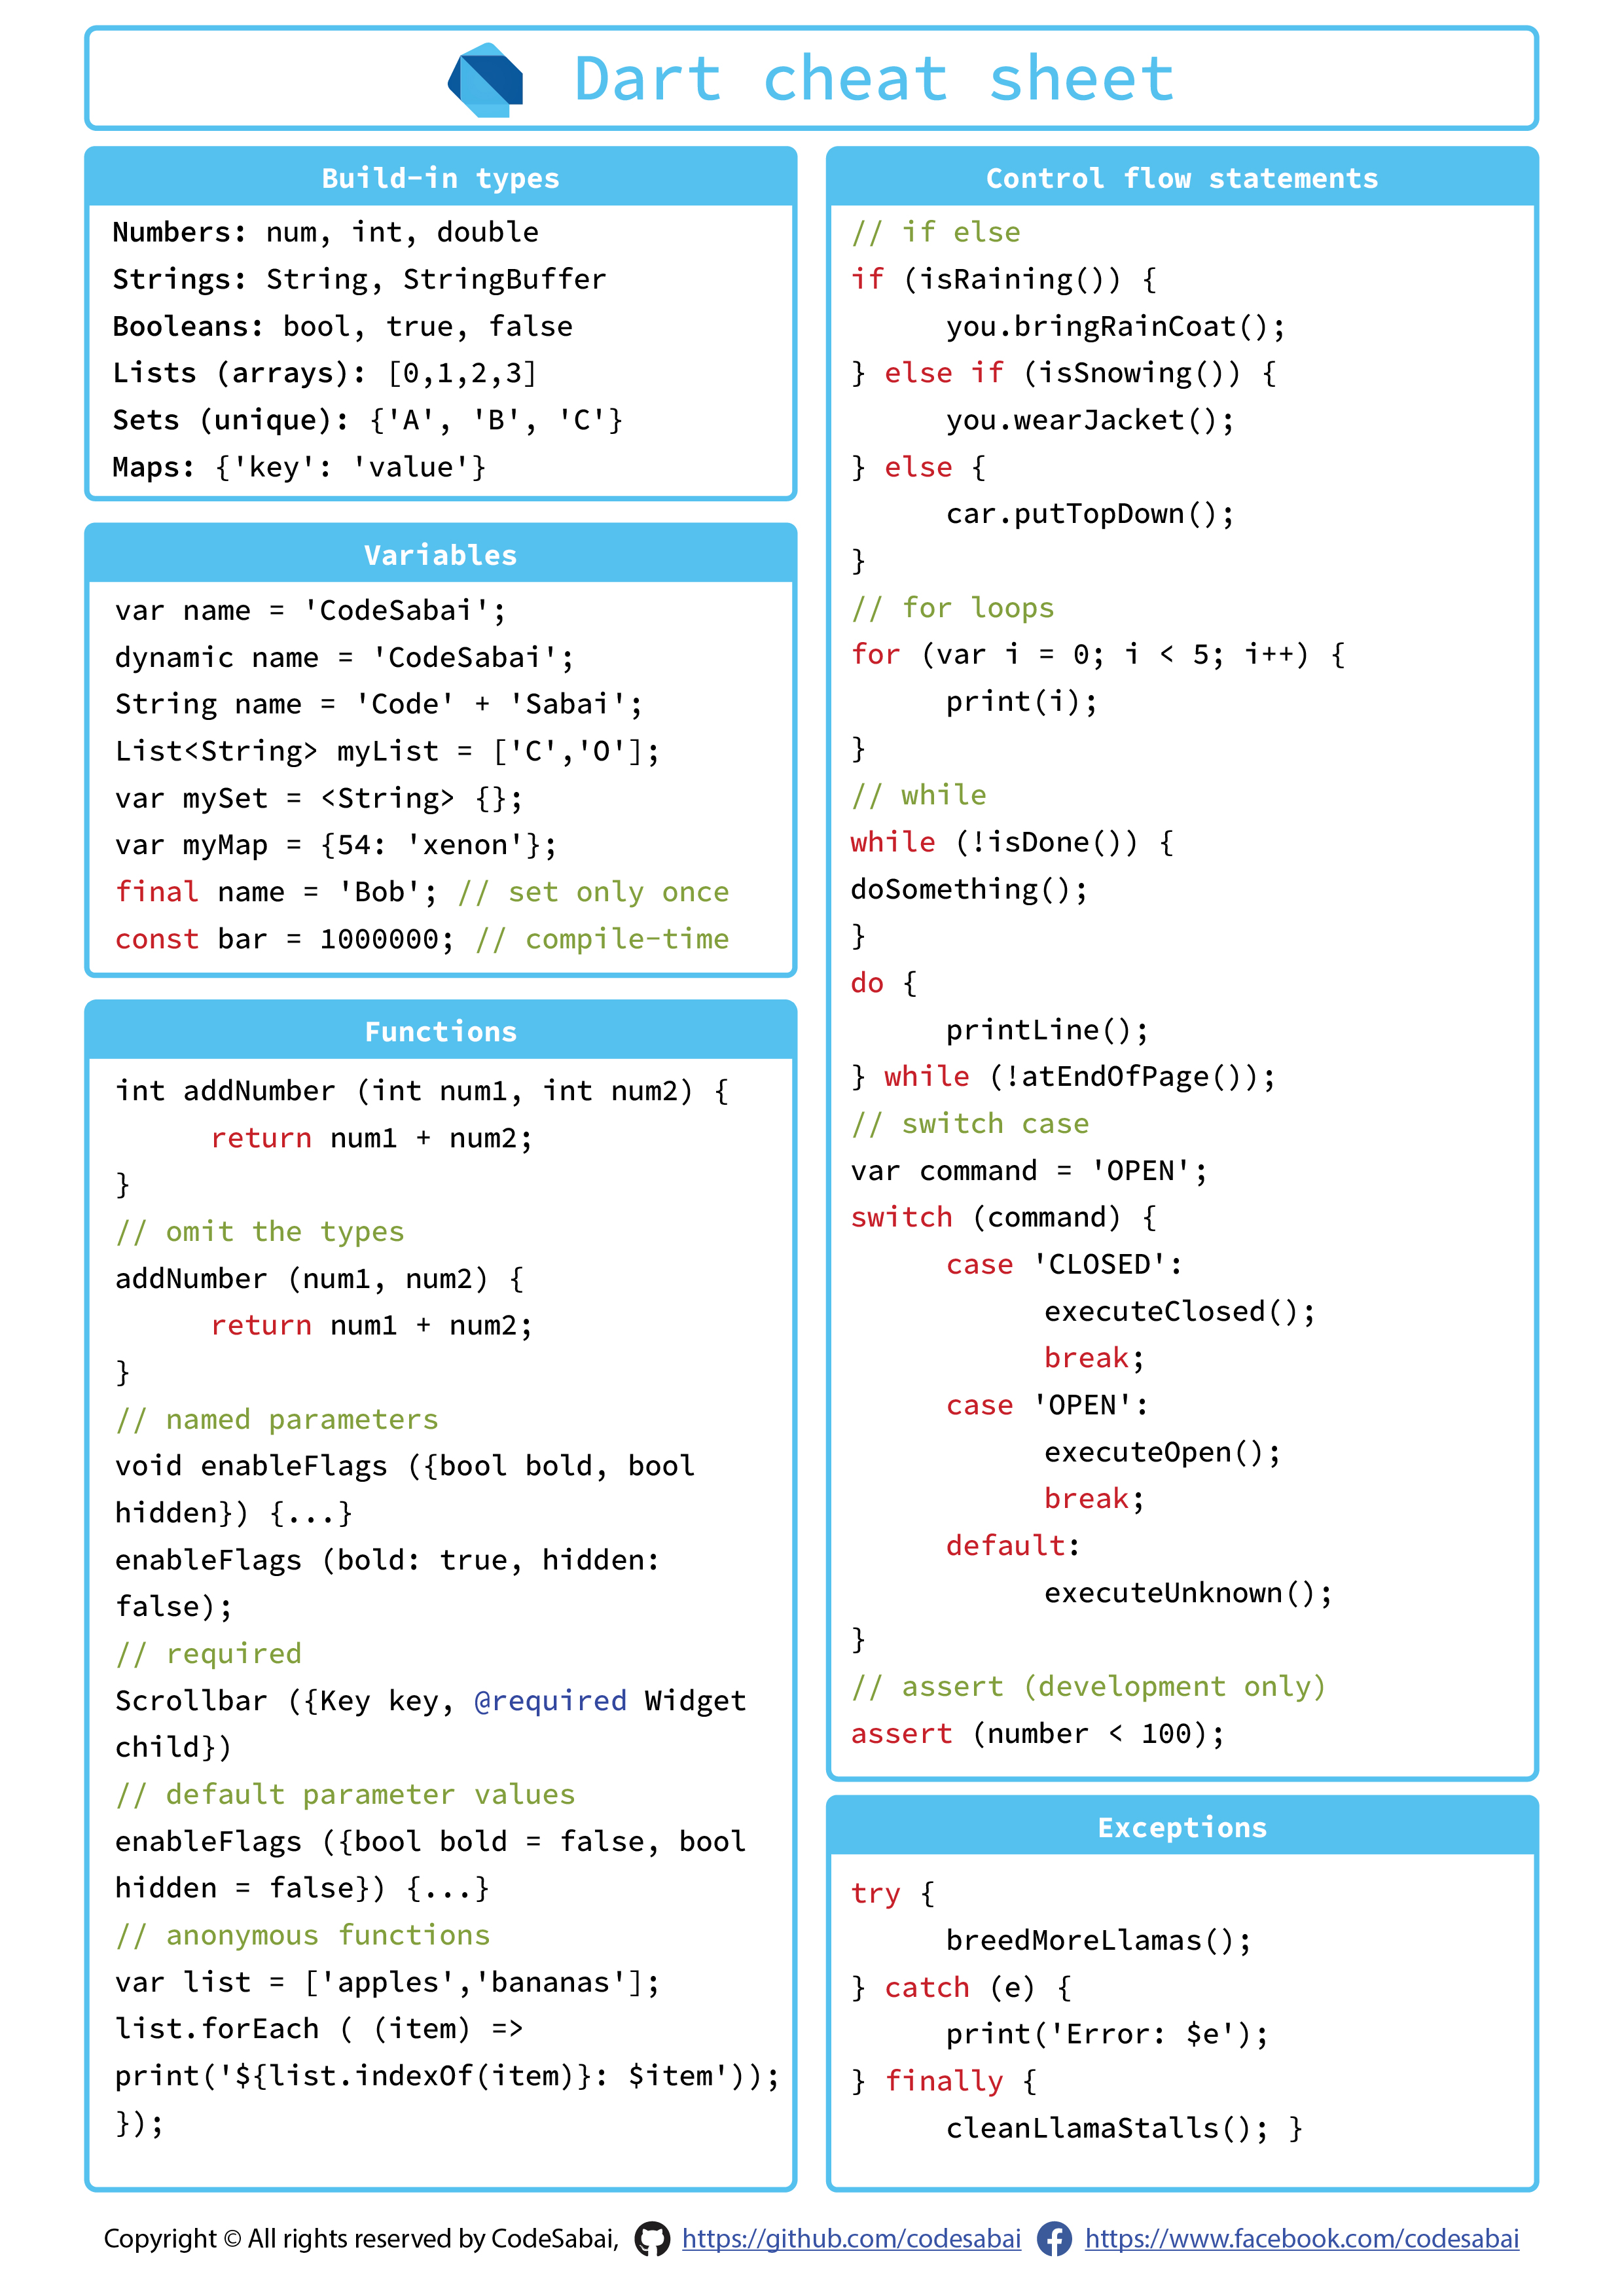 Dart cheat sheet
Build-in types
Numbers: num, int, double
Strings: String, StringBuffer
Booleans: bool, true, false
Lists (arrays): [0,1,2,3]
Sets (unique): {'A', 'B', 'C'}
Maps: {'key': 'value'}
Variables
var name = 'CodeSabai';
dynamic name = 'CodeSabai';
String name = 'Code' + 'Sabai';
List<String> myList = ['C','O'];
var mySet = <String> {};
var myMap = {54: 'xenon'};
final name = 'Bob'; // set only once
const bar = 1000000; // compile-time
Functions
int addNumber (int num1, int num2) {
return num1 + num2;
}
// omit the types
addNumber (num1, num2) {
return num1 + num2;
}
// named parameters
void enableFlags ({bool bold, bool
hidden}) {...}
enableFlags (bold: true, hidden:
false);
// required
Scrollbar ({Key key, @required Widget
child})
// default parameter values
enableFlags ({bool bold = false, bool
hidden = false}) {...}
// anonymous functions
var list = ['apples','bananas'];
list.forEach ( (item) =>
print('${list.indexOf(item)}: $item'));
});
Control flow statements
// if else
if (isRaining()) {
you.bringRainCoat();
} else if (isSnowing()) {
you.wearJacket();
} else {
car.putTopDown();
}
// for loops
for (var i = 0; i < 5; i++) {
print(i);
}
// while
while (!isDone()) {
doSomething();
}
do {
printLine();
} while (!atEndOfPage());
// switch case
var command = 'OPEN';
switch (command) {
case 'CLOSED':
executeClosed();
break;
case 'OPEN':
executeOpen();
break;
default:
executeUnknown();
}
// assert (development only)
assert (number < 100);
Exceptions
try {
breedMoreLlamas();
} catch (e) {
print('Error: $e');
} finally {
cleanLlamaStalls(); }
Copyright © All rights reserved by CodeSabai, https://github.com/codesabai https://www.facebook.com/codesabai